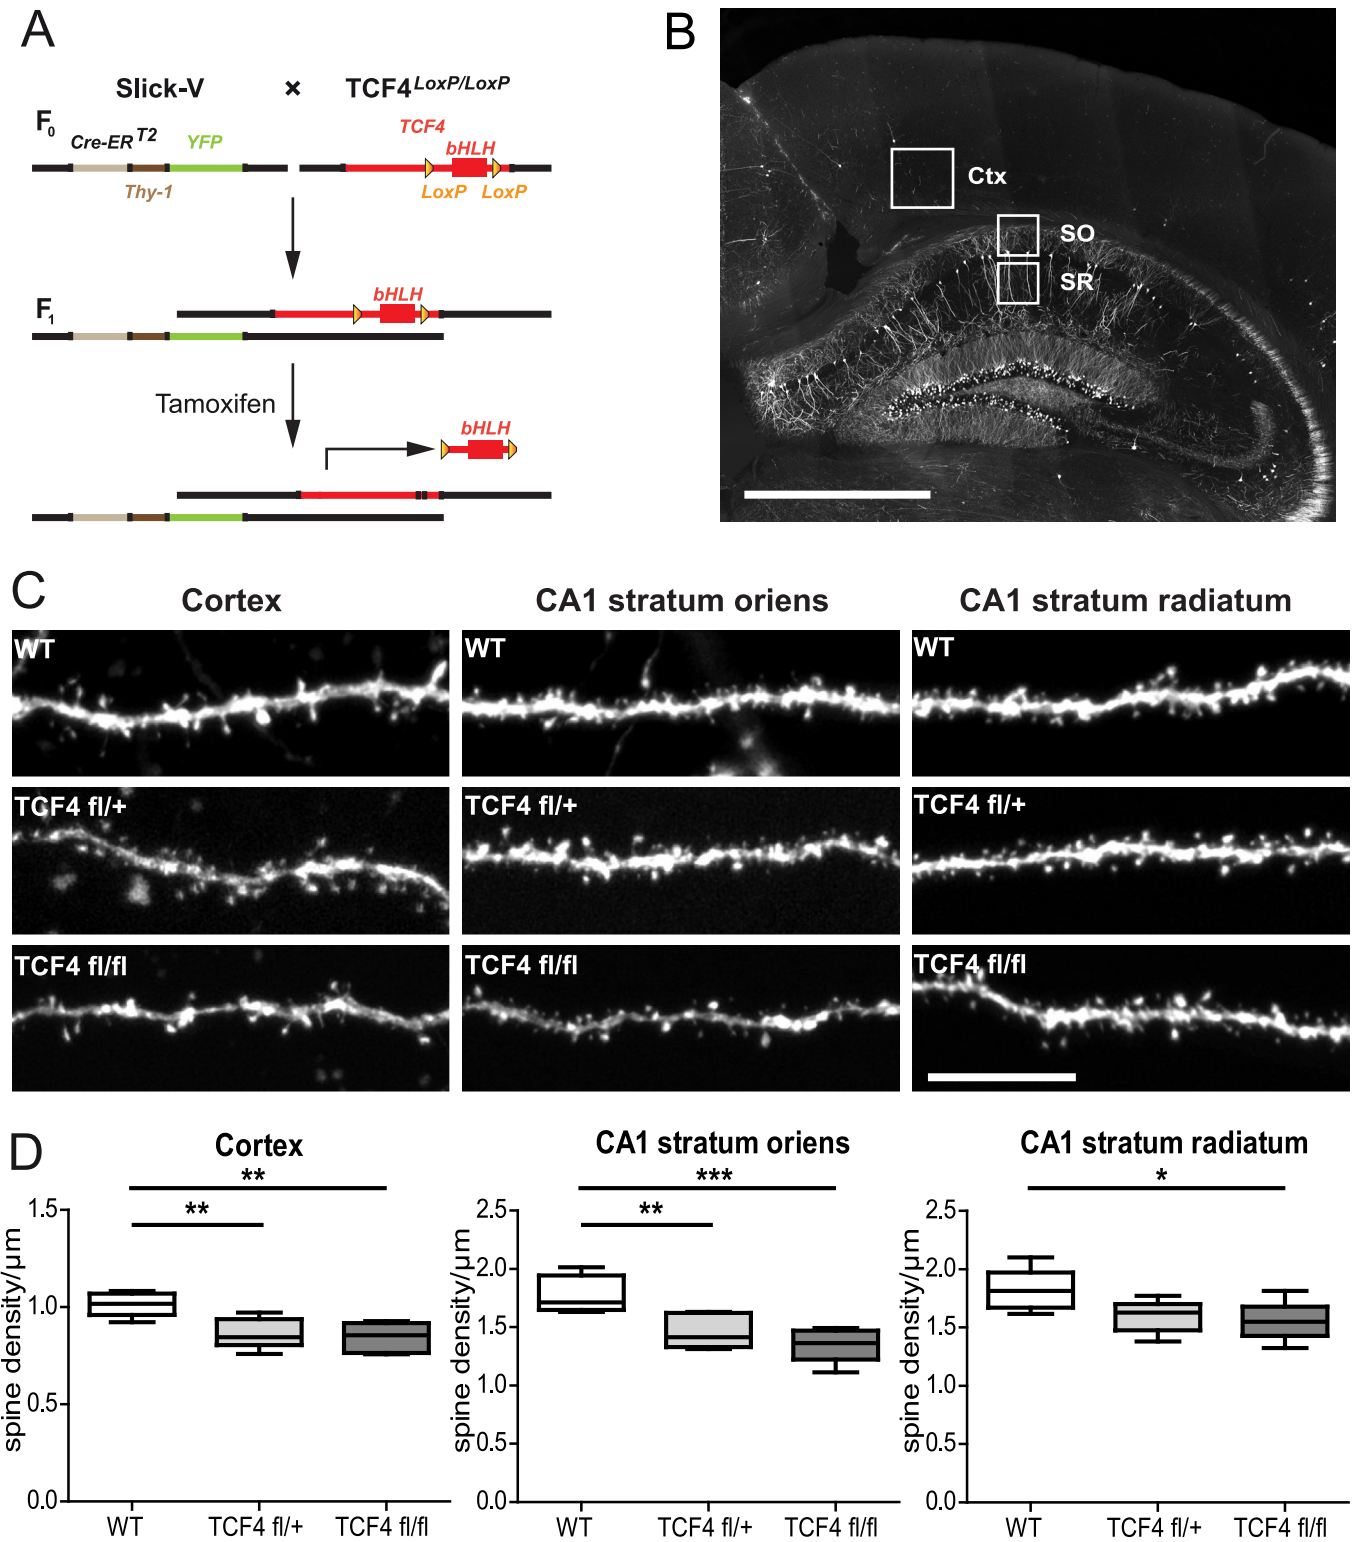 A
Slick-V × TCF4 LoxP/LoxP
F0
Cre-ER T2 YFP
TCF4
bHLH
Thy-1
LoxP LoxP
F1
bHLH
Tamoxifen
bHLH
B
Ctx
SO
SR
C
Cortex CA1 stratum oriens CA1 stratum radiatum
WT WT WT
TCF4 fl/+ TCF4 fl/+ TCF4 fl/+
TCF4 fl/fl TCF4 fl/fl TCF4 fl/fl
D
Cortex
**
**
spine density/µm
1.5
1.0
0.5
0.0
WT TCF4 fl/+ TCF4 fl/fl
CA1 stratum oriens
***
**
spine density/µm
2.5
2.0
1.5
1.0
0.5
0.0
WT TCF4 fl/+ TCF4 fl/fl
CA1 stratum radiatum
*
spine density/µm
2.5
2.0
1.5
1.0
0.5
0.0
WT TCF4 fl/+ TCF4 fl/fl